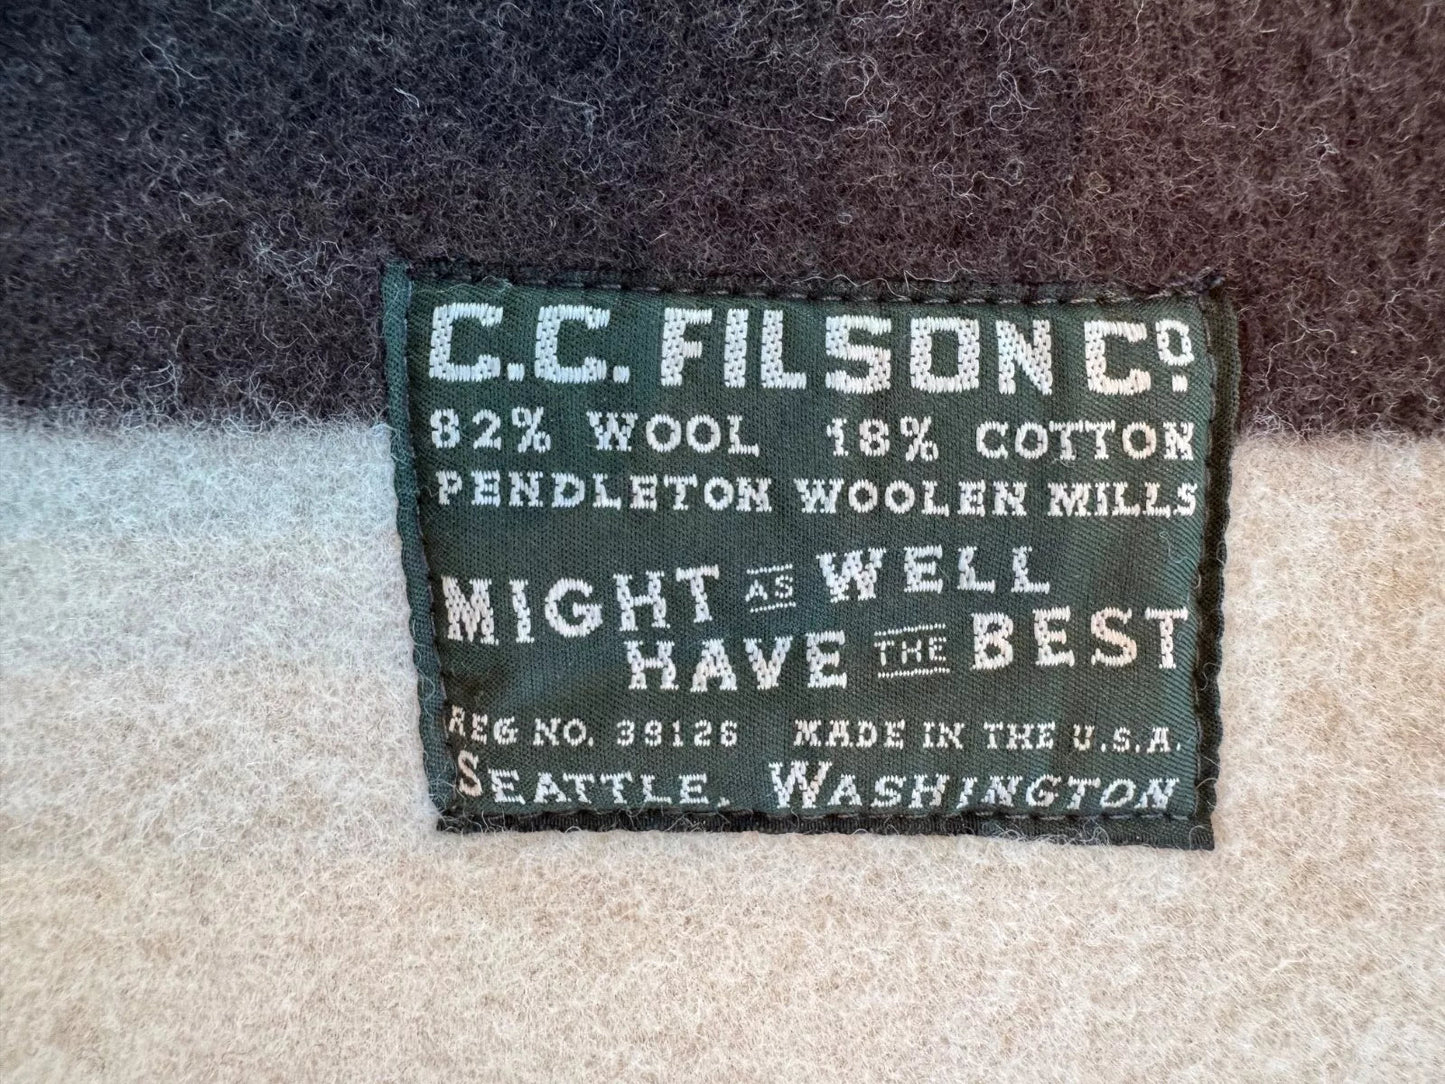 C.C. FILSON Co.
82% WOOL 18% COTTON
PENDLETON WOOLEN MILLS
MIGHT AS WELL
HAVE THE BEST
REG NO. 39126 MADE IN THE U.S.A.
SEATTLE, WASHINGTON